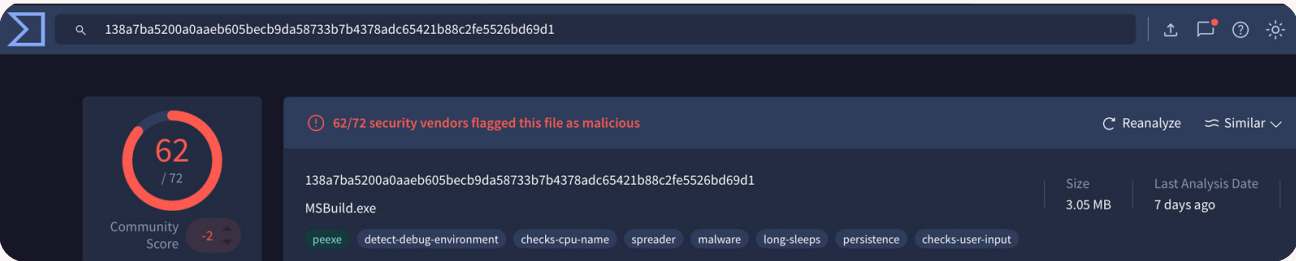 138a7ba5200a0aaeb605becb9da58733b7b4378adc65421b88c2fe5526bd69d1
62
/ 72
Community
Score
-2
62/72 security vendors flagged this file as malicious
Reanalyze
Similar
138a7ba5200a0aaeb605becb9da58733b7b4378adc65421b88c2fe5526bd69d1
MSBuild.exe
Size
3.05 MB
Last Analysis Date
7 days ago
peexe detect-debug-environment checks-cpu-name spreader malware long-sleeps persistence checks-user-input